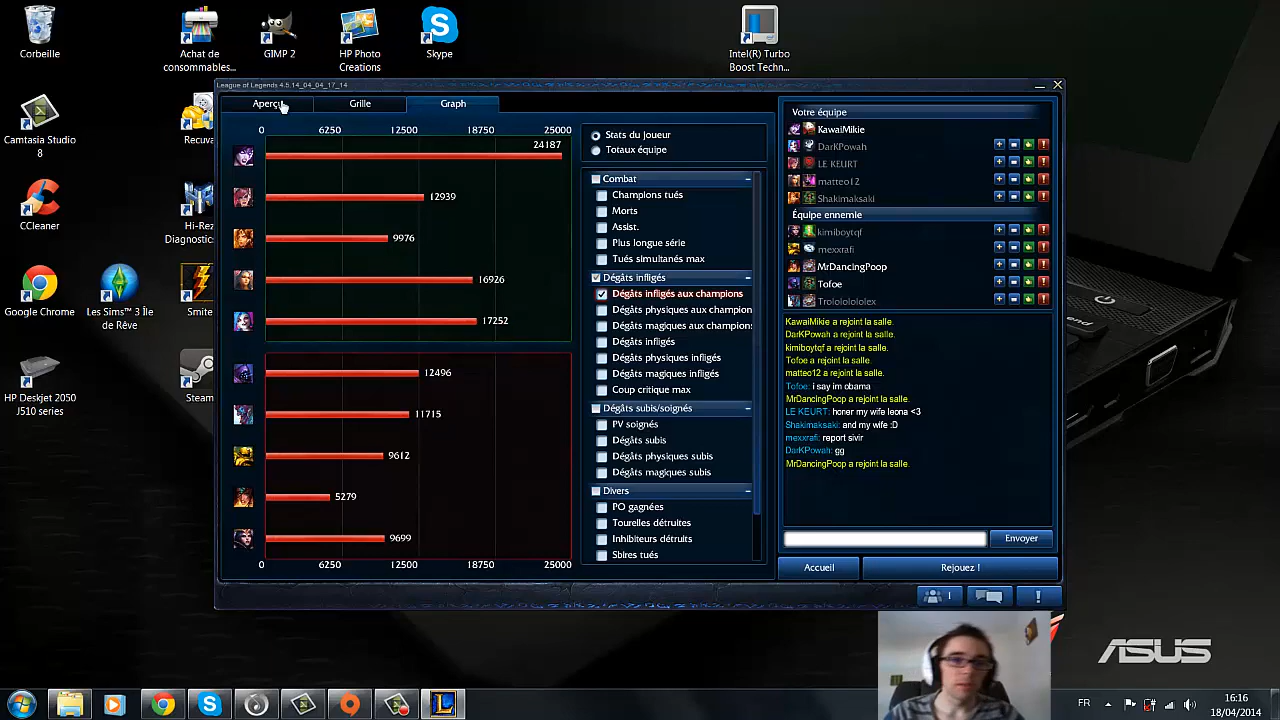 Corbeille
Achat de
consommables...
GIMP 2
HP Photo
Creations
Skype
Intel(R) Turbo
Boost Techn...
Camtasia Studio
8
Recuva
CCleaner
Hi-Rez
Diagnostics
Google Chrome
Les Sims™ 3 Île
de Rêve
Smite
HP Deskjet 2050
J510 series
Steam
League of Legends 4.5.14_04_04_17_14
Aperçu
Grille
Graph
0 6250 12500 18750 25000
24187
12939
9976
16926
17252
12496
11715
9612
5279
9699
0 6250 12500 18750 25000
Stats du joueur
Totaux équipe
Combat
Champions tués
Morts
Assist.
Plus longue série
Tués simultanés max
Dégâts infligés
Dégâts infligés aux champions
Dégâts physiques aux champion
Dégâts magiques aux champions
Dégâts infligés
Dégâts physiques infligés
Dégâts magiques infligés
Coup critique max
Dégâts subis/soignés
PV soignés
Dégâts subis
Dégâts physiques subis
Dégâts magiques subis
Divers
PO gagnées
Tourelles détruites
Inhibiteurs détruits
Sbires tués
Votre équipe
KawaiMikie
DarKPowah
LE KEURT
matteo12
Shakimaksaki
Équipe ennemie
kimiboytqf
mexxrafi
MrDancingPoop
Tofoe
Trolololololex
KawaiMikie a rejoint la salle.
DarKPowah a rejoint la salle.
kimiboytqf a rejoint la salle.
Tofoe a rejoint la salle.
matteo12 a rejoint la salle.
Tofoe: i say im obama
MrDancingPoop a rejoint la salle.
LE KEURT: honer my wife leona <3
Shakimaksaki: and my wife :D
mexxrafi: report sivir
DarKPowah: gg
MrDancingPoop a rejoint la salle.
Envoyer
Accueil
Rejouez !
1
ASUS
FR
16:16
18/04/2014